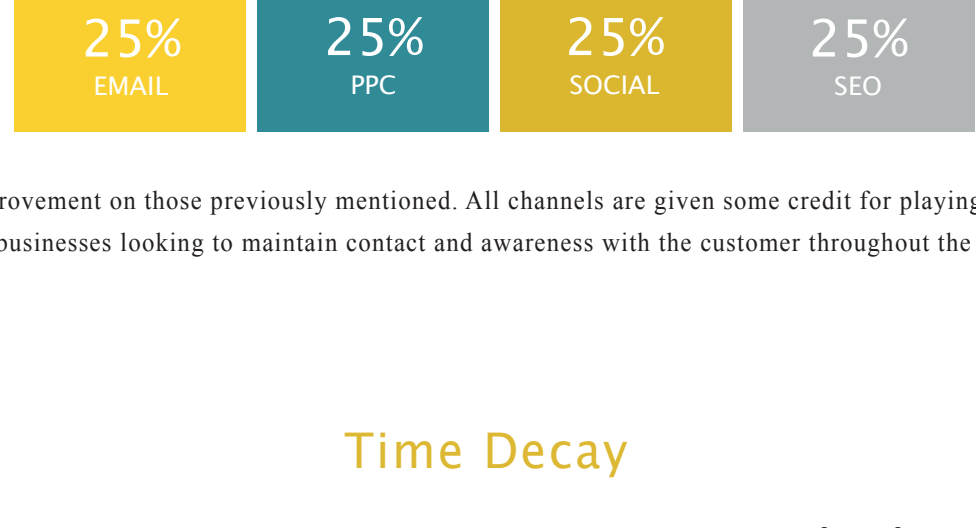 25% 25% 25% 25%
EMAIL PPC SOCIAL SEO
on those previously mentioned. All channels are given some credit for playing
businesses looking to maintain contact and awareness with the customer throughout the
Time Decay